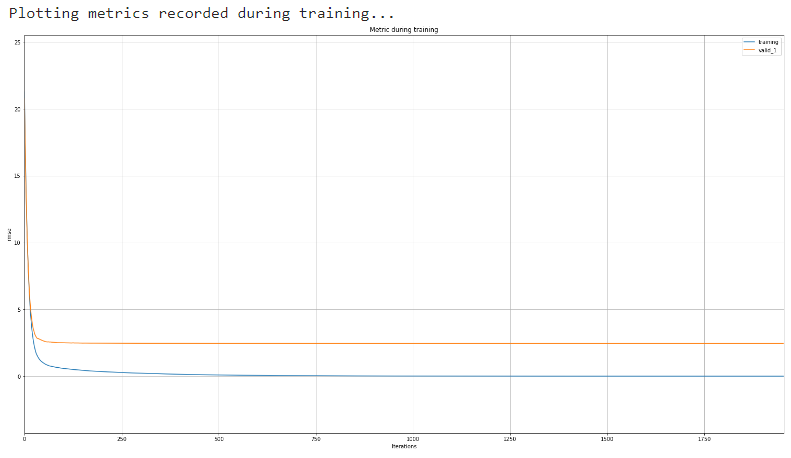 Plotting metrics recorded during training...
Metric during training
training
valid_1
25
20
15
10
5
0
rmse
0
250
500
750
1000
1250
1500
1750
Iterations